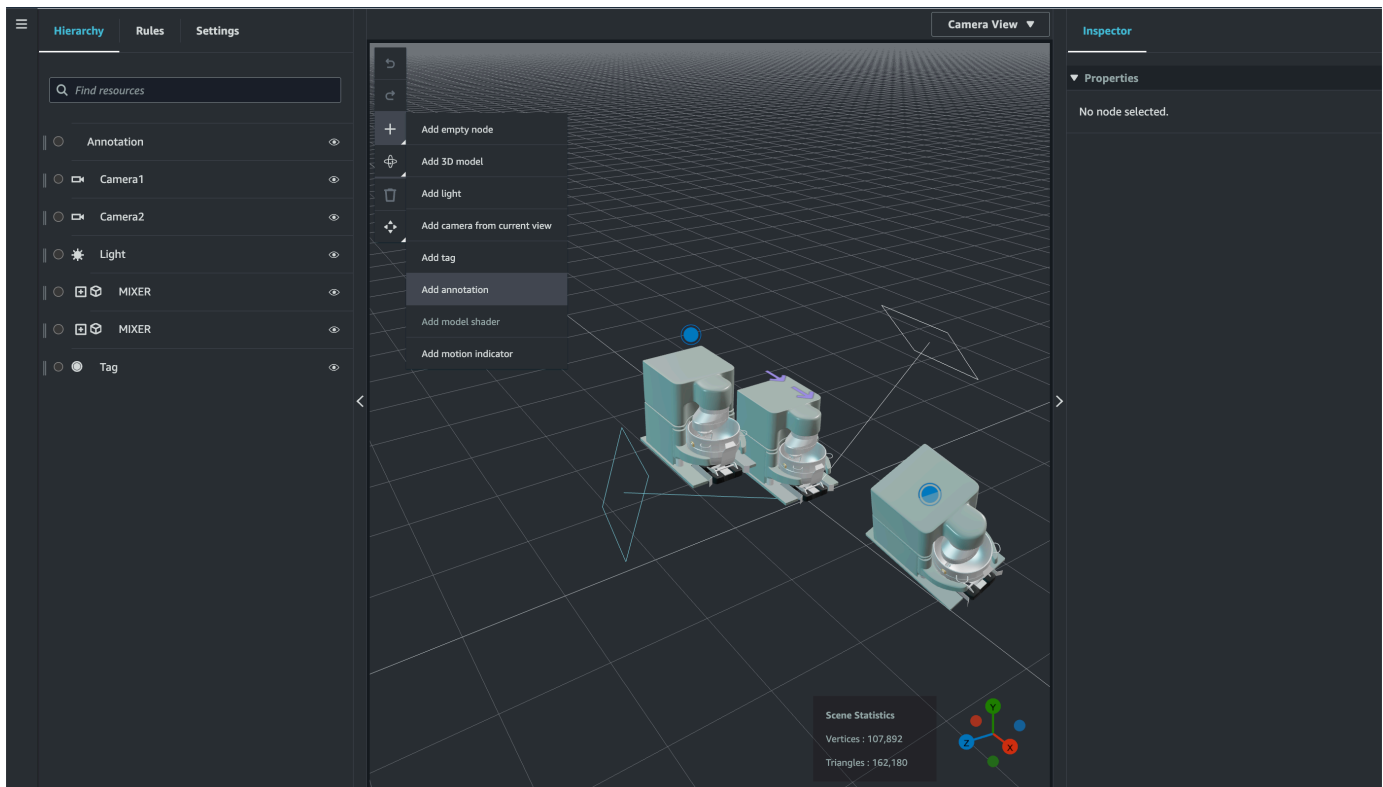 Hierarchy Rules Settings
Find resources
Annotation
Camera1
Camera2
Light
MIXER
MIXER
Tag
Camera View
Add empty node
Add 3D model
Add light
Add camera from current view
Add tag
Add annotation
Add model shader
Add motion indicator
Scene Statistics
Vertices : 107,892
Triangles : 162,180
Y
Z
X
Inspector
Properties
No node selected.